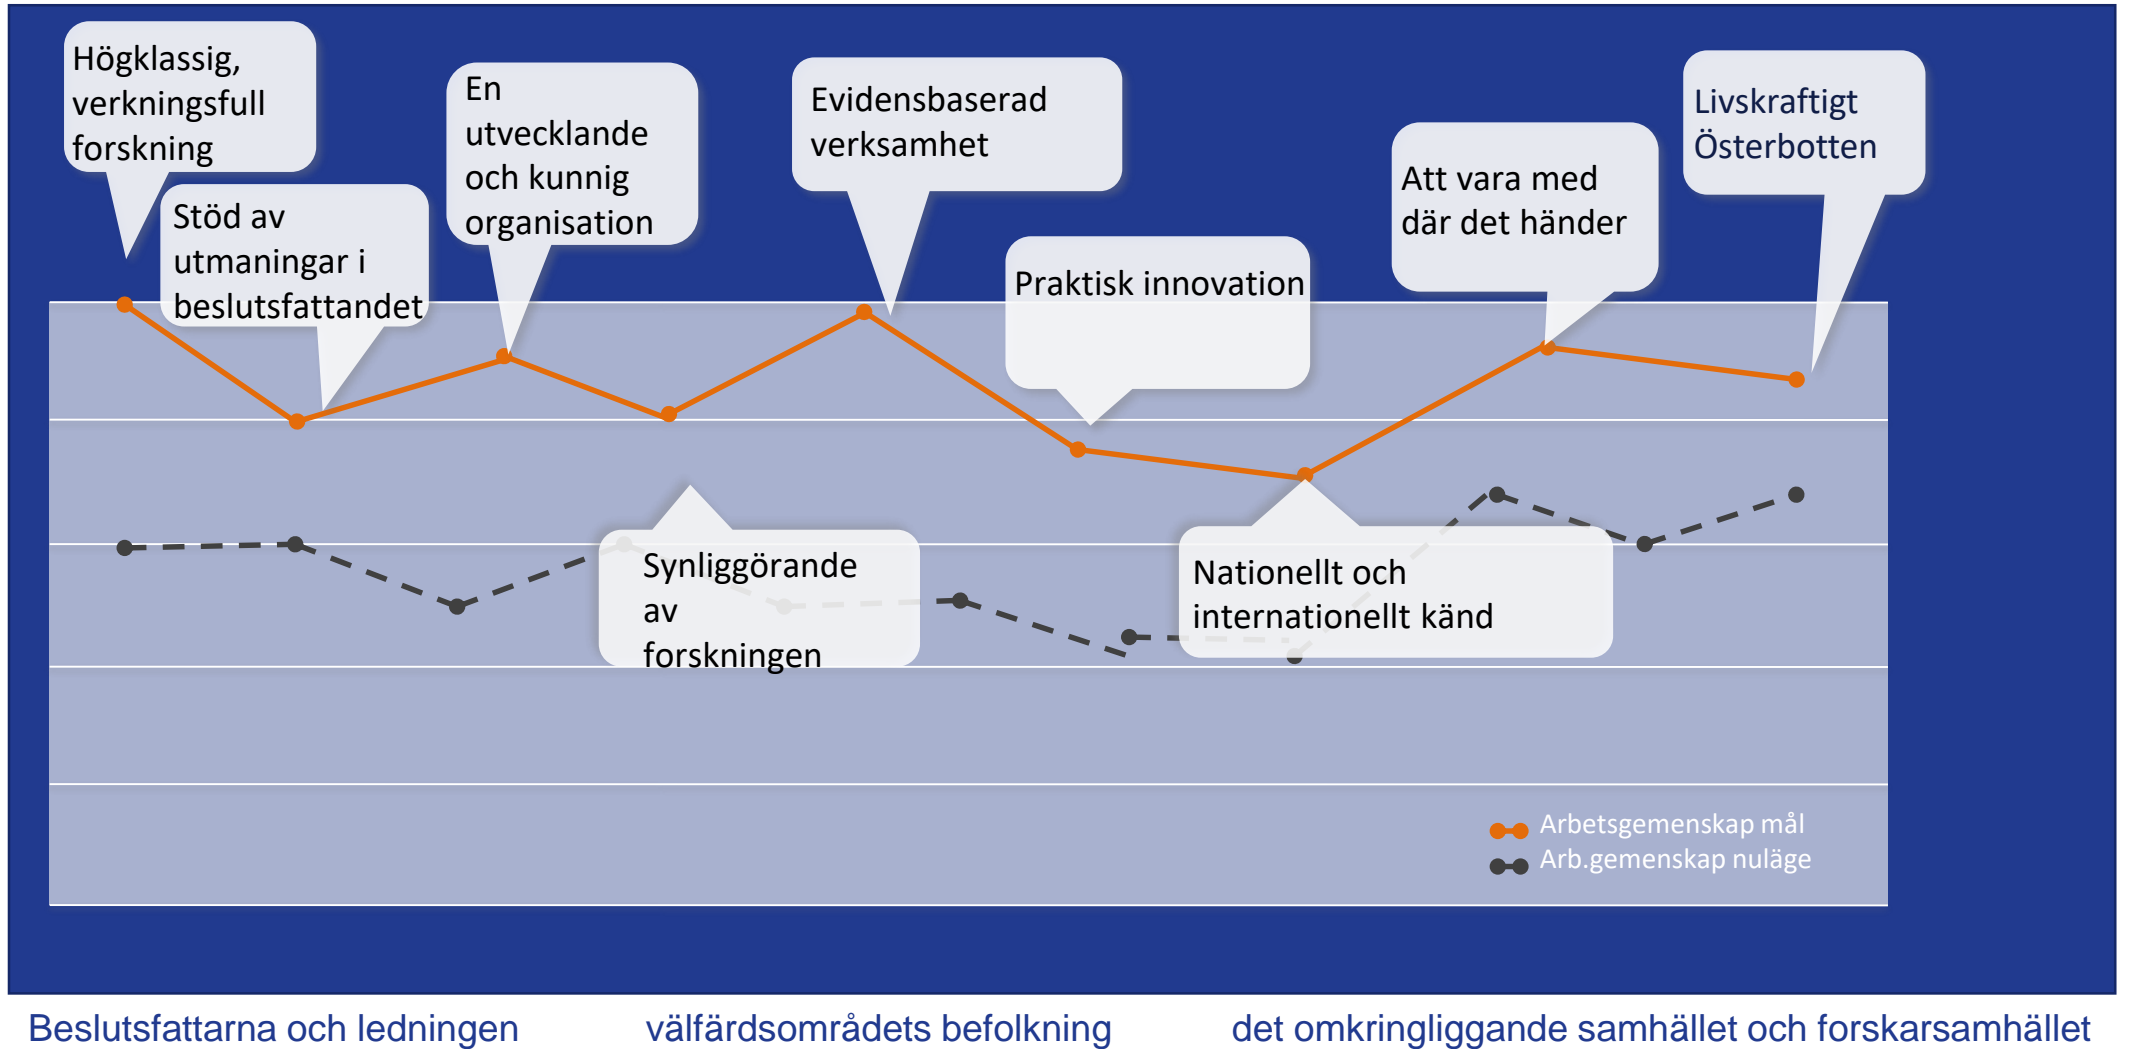 Högklassig,
verkningsfull
forskning
Stöd av
utmaningar i
beslutsfattandet
En
utvecklande
och kunnig
organisation
Evidensbaserad
verksamhet
Praktisk innovation
Att vara med
där det händer
Livskraftigt
Österbotten
Synliggörande
av
forskningen
Nationellt och
internationellt känd
Arbetsgemenskap mål
Arb.gemenskap nuläge
Beslutsfattarna och ledningen
välfärdsområdets befolkning
det omkringliggande samhället och forskarsamhället